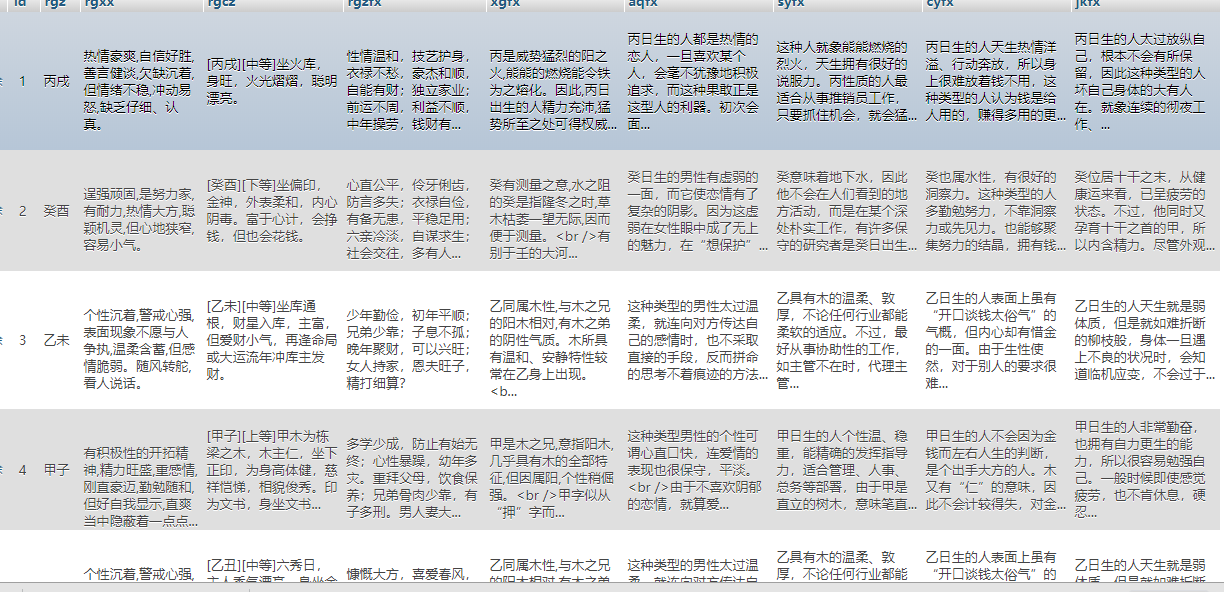 id rgz rgxx rgcz rgzfx xgfx aqfx syfx cyfx jkfx
1
丙戌
热情豪爽,自信好胜,
善言健谈,欠缺沉着,
但情绪不稳,冲动易
怒,缺乏仔细、认
真。
[丙戌][中等]坐火库,
身旺，火光熠熠，聪明
漂亮。
性情温和，技艺护身，
衣禄不愁，豪杰和顺，
自能有财；独立家业；
前运不周，利益不顺，
中年操劳，钱财有...
丙是威势猛烈的阳之
火,熊熊的燃烧能令铁
为之熔化。因此,丙日
出生的人精力充沛,猛
势所至之处可得权威...
丙日生的人都是热情的
恋人，一旦喜欢某个
人，会毫不犹豫地积极
追求，而这种果敢正是
这型人的利器。初次会
面...
这种人就象熊熊燃烧的
烈火，天生拥有很好的
说服力。丙性质的人最
适合从事推销员工作，
只要抓住机会，就会猛...
丙日生的人天生热情洋
溢、行动奔放，所以身
上很难放着钱不用，这
种类型的人认为钱是给
人用的，赚得多用的更...
丙日生的人太过放纵自
己，根本不会有所保
留，因此这种类型的人
坏自己身体的大有人
在。就象连续的彻夜工
作、...
2
癸酉
逞强顽固,是努力家,
有耐力,热情大方,聪
颖机灵,但心地狭窄,
容易小气。
[癸酉][下等]坐偏印，
金神，外表柔和，内心
阴毒。富于心计，会挣
钱，但也会花钱。
心直公平，伶牙俐齿，
防言多失；衣禄自俭，
有备无患，平稳足用；
六亲冷淡，自谋求生；
社会交往，多有人...
癸有测量之意,水之阻
的癸是指隆冬之时,草
木枯萎一望无际,因而
便于测量。<br />有
别于壬的大河...
癸日生的男性有虚弱的
一面，而它使恋情有了
复杂的阴影。因为这虚
弱在女性眼中成了无上
的魅力，在“想保护”...
癸意味着地下水，因此
他不会在人们看到的地
方活动，而是在某个深
处朴实工作，有许多保
守的研究者是癸日出生...
癸也属水性，有很好的
洞察力。这种类型的人
多勤勉努力，不靠洞察
力或先见力。也能够聚
集努力的结晶，拥有钱...
癸位居十干之末，从健
康运来看，已呈疲劳的
状态。不过，他同时又
孕育十干之首的甲，所
以内含精力。尽管外观...
3
乙未
个性沉着,警戒心强,
表面现象不愿与人
争执,温柔含蓄,但感
情脆弱。随风转舵,
看人说话。
[乙未][中等]坐库通
根，财星入库，主富，
但爱财小气，再逢命局
或大运流年冲库主发
财。
少年勤俭，初年平顺；
兄弟少靠；子息不孤；
晚年聚财，可以兴旺；
女人持家，恩夫旺子，
精打细算?
乙同属木性,与木之兄
的阳木相对,有木之弟
的阴性气质。木所具
有温和、安静特性较
常在乙身上出现。
<b...
这种类型的男性太过温
柔，就连向对方传达自
己的感情时，也不采取
直接的手段，反而拼命
的思考不着痕迹的方法...
乙具有木的温柔、敦
厚，不论任何行业都能
柔软的适应。不过，最
好从事协助性的工作，
如主管不在时，代理主
管...
乙日生的人表面上虽有
“开口谈钱太俗气”的
气概，但内心却有惜金
的一面。由于生性使
然，对于别人的要求很
难...
乙日生的人天生就是弱
体质，但是就如难折断
的柳枝般，身体一旦遇
上不良的状况时，会知
道临机应变，不会过于...
4
甲子
有积极性的开拓精
神,精力旺盛,重感情,
刚直豪迈,勤勉随和,
但好自我显示,直爽
当中隐蔽着一点点...
[甲子][上等]甲木为栋
梁之木，木主仁，坐下
正印，为身高体健，慈
祥恺悌，相貌俊秀。印
为文书，身坐文书...
多学少成，防止有始无
终；心性暴躁，幼年多
灾。重拜父母，饮食保
养；兄弟骨肉少靠，有
子多刑。男人妻大...
甲是木之兄,意指阳木,
几乎具有木的全部特
征,但因属阳,个性稍倔
强。<br />甲字似从
“押”字而...
这种类型男性的个性可
谓心直口快，连爱情的
表现也很保守，平淡。
<br />由于不喜欢阴郁
的恋情，就算爱...
甲日生的人个性温、稳
重，能精确的发挥指导
力，适合管理、人事、
总务等部署，由于甲是
直立的树木，意味笔直...
甲日生的人不会因为金
钱而左右人生的判断，
是个出手大方的人。木
又有“仁”的意味，因
此不会计较得失，对金...
甲日生的人非常勤奋，
也拥有自力更生的能
力，所以很容易勉强自
己。一般时候即使感觉
疲劳，也不肯休息，硬
忍...
个性沉着,警戒心强,
[乙丑][中等]六秀日，
慷慨大方，喜爱春风，
乙同属木性,与木之兄
的阳木相对,有木之弟
这种类型的男性太过温
乙具有木的温柔、敦
厚，不论任何行业都能
乙日生的人表面上虽有
“开口谈钱太俗气”的
乙日生的人天生就是弱